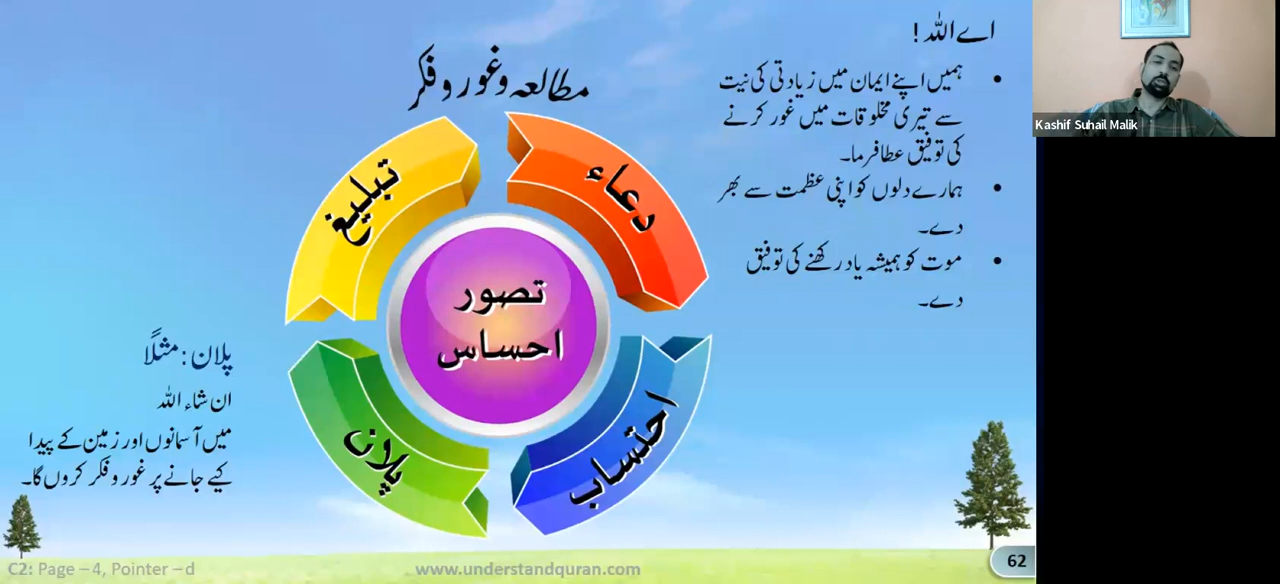 اے اللہ !
• ہمیں اپنے ایمان میں زیادتی کی نیت
سے تیری مخلوقات میں غور کرنے
کی توفیق عطا فرما۔
• ہمارے دلوں کو اپنی عظمت سے بھر
دے۔
• موت کو ہمیشہ یاد رکھنے کی توفیق
دے۔
مطالعہ و غور و فکر
دعاء
تبلیغ
تصور
احساس
احتساب
پلان
پلان : مثلاً
ان شاء اللہ
میں آسمانوں اور زمین کے پیدا
کیے جانے پر غور و فکر کروں گا۔
Kashif Suhail Malik
C2: Page – 4, Pointer – d
www.understandquran.com
62